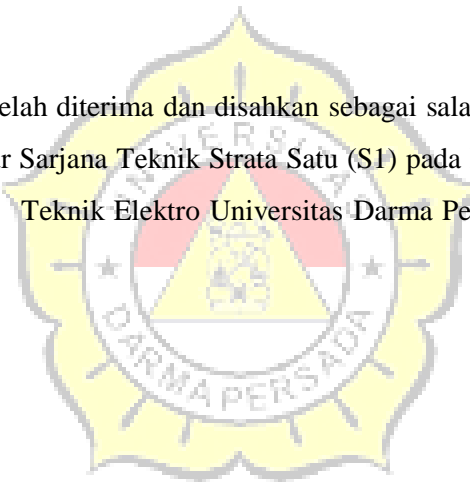 elah diterima dan disahkan sebagai sala
r Sarjana Teknik Strata Satu (S1) pada
Teknik Elektro Universitas Darma Pe
UNIVERSITAS
DARMA PERSADA